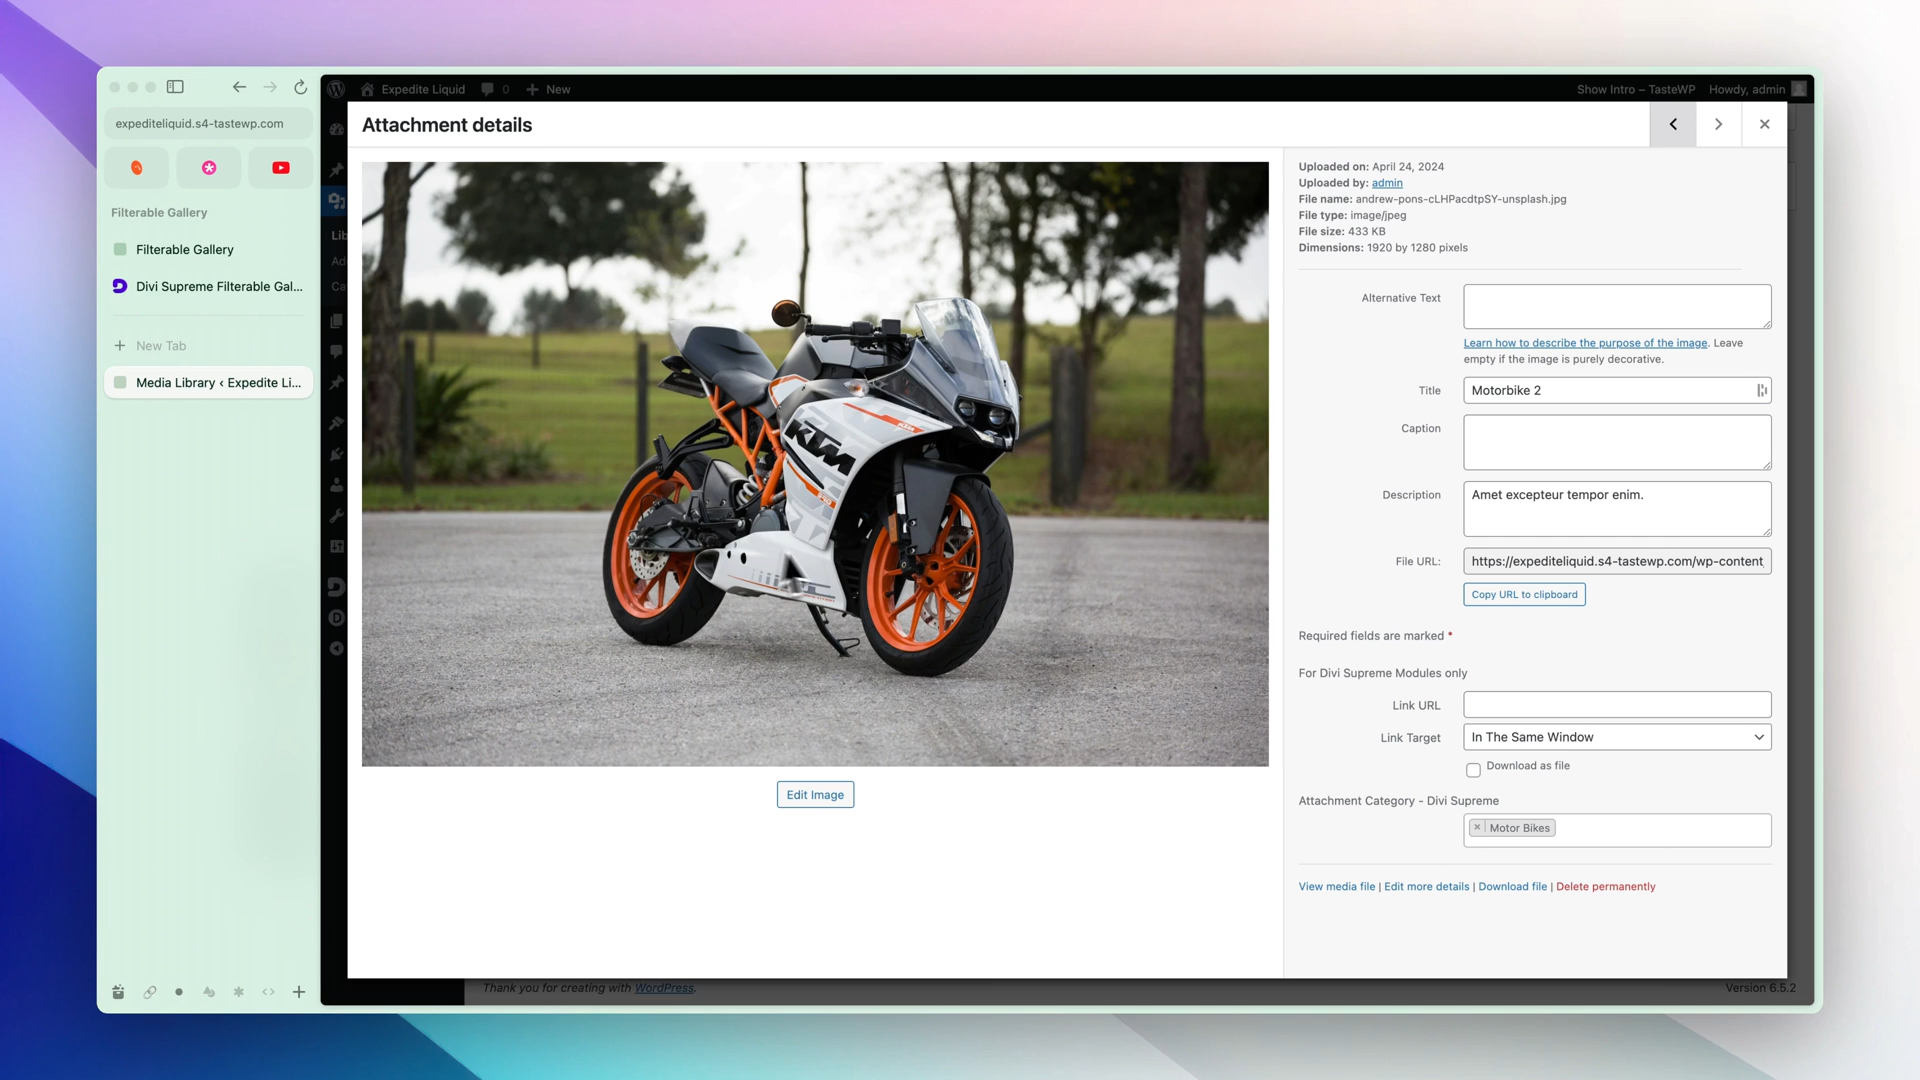 expediteliquid.s4-tastewp.com
Filterable Gallery
Filterable Gallery
Divi Supreme Filterable Gal...
New Tab
Media Library ‹ Expedite Li...
Expedite Liquid
0
New
Show Intro – TasteWP
Howdy, admin
Lib
Ad
Ca
Attachment details
KTM
KTM
Edit Image
Uploaded on: April 24, 2024
Uploaded by: admin
File name: andrew-pons-cLHPacdtpSY-unsplash.jpg
File type: image/jpeg
File size: 433 KB
Dimensions: 1920 by 1280 pixels
Alternative Text
Learn how to describe the purpose of the image. Leave
empty if the image is purely decorative.
Title
Motorbike 2
Caption
Description
Amet excepteur tempor enim.
File URL:
https://expediteliquid.s4-tastewp.com/wp-content
Copy URL to clipboard
Required fields are marked *
For Divi Supreme Modules only
Link URL
Link Target
In The Same Window
Download as file
Attachment Category - Divi Supreme
× Motor Bikes
View media file | Edit more details | Download file | Delete permanently
Thank you for creating with WordPress.
Version 6.5.2